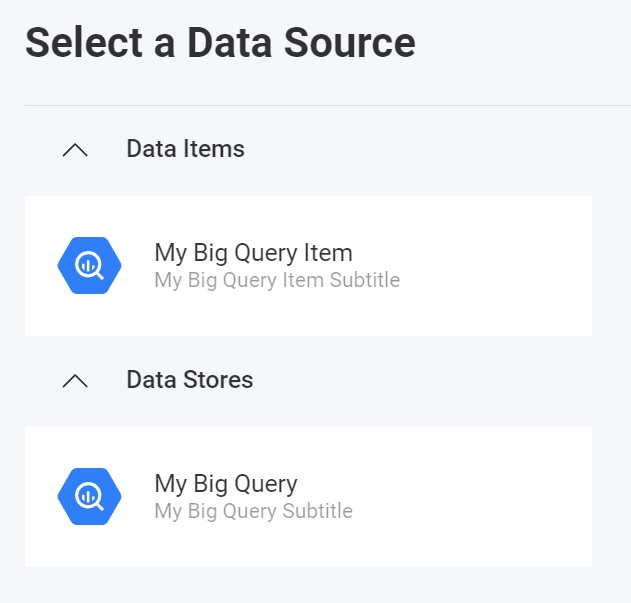 Select a Data Source
Data Items
My Big Query Item
My Big Query Item Subtitle
Data Stores
My Big Query
My Big Query Subtitle